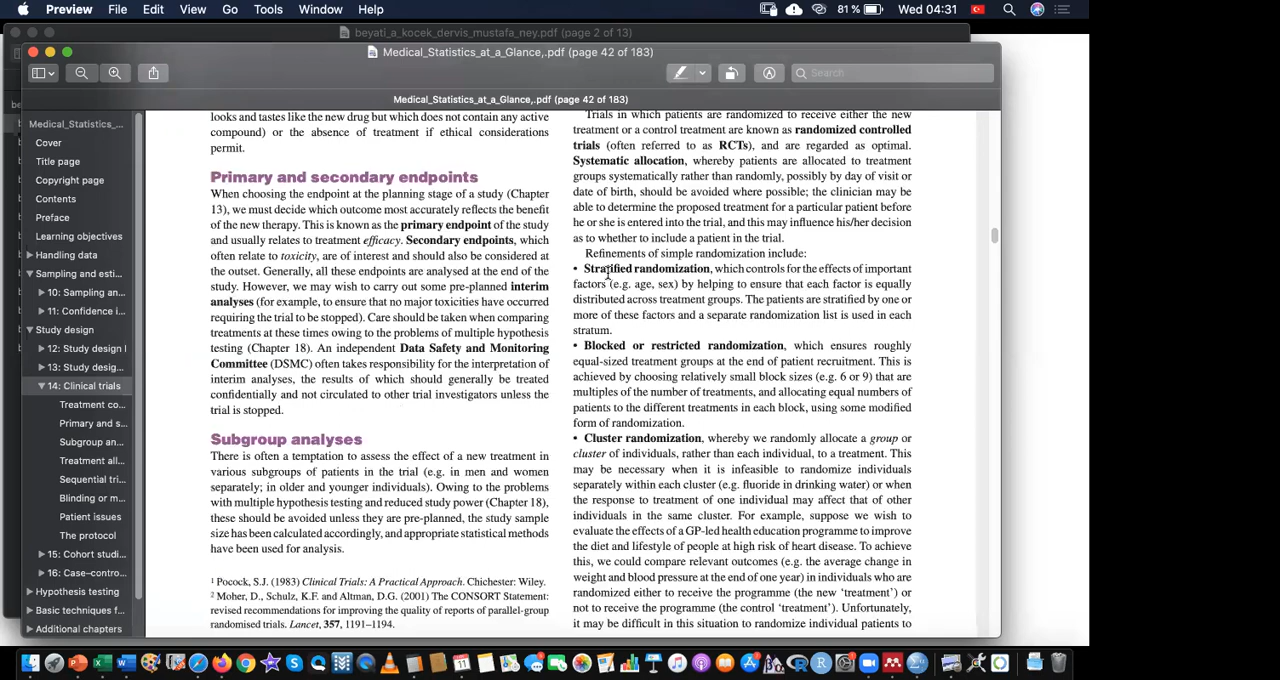 Preview File Edit View Go Tools Window Help 81 % Wed 04:31
beyati_a_kocek_dervis_mustafa_ney.pdf (page 2 of 13)
Medical_Statistics_at_a_Glance,.pdf (page 42 of 183)
Search
Medical_Statistics_at_a_Glance,.pdf (page 42 of 183)
Medical_Statistics_...
Cover
Title page
Copyright page
Contents
Preface
Learning objectives
Handling data
Sampling and esti...
10: Sampling an...
11: Confidence i...
Study design
12: Study design I
13: Study desig...
14: Clinical trials
Treatment co...
Primary and s...
Subgroup an...
Treatment all...
Sequential tri...
Blinding or m...
Patient issues
The protocol
15: Cohort studi...
16: Case–contro...
Hypothesis testing
Basic techniques f...
Additional chapters
looks and tastes like the new drug but which does not contain any active
compound) or the absence of treatment if ethical considerations
permit.
Primary and secondary endpoints
When choosing the endpoint at the planning stage of a study (Chapter
13), we must decide which outcome most accurately reflects the benefit
of the new therapy. This is known as the primary endpoint of the study
and usually relates to treatment efficacy. Secondary endpoints, which
often relate to toxicity, are of interest and should also be considered at
the outset. Generally, all these endpoints are analysed at the end of the
study. However, we may wish to carry out some pre-planned interim
analyses (for example, to ensure that no major toxicities have occurred
requiring the trial to be stopped). Care should be taken when comparing
treatments at these times owing to the problems of multiple hypothesis
testing (Chapter 18). An independent Data Safety and Monitoring
Committee (DSMC) often takes responsibility for the interpretation of
interim analyses, the results of which should generally be treated
confidentially and not circulated to other trial investigators unless the
trial is stopped.
Subgroup analyses
There is often a temptation to assess the effect of a new treatment in
various subgroups of patients in the trial (e.g. in men and women
separately; in older and younger individuals). Owing to the problems
with multiple hypothesis testing and reduced study power (Chapter 18),
these should be avoided unless they are pre-planned, the study sample
size has been calculated accordingly, and appropriate statistical methods
have been used for analysis.
1 Pocock, S.J. (1983) Clinical Trials: A Practical Approach. Chichester: Wiley.
2 Moher, D., Schulz, K.F. and Altman, D.G. (2001) The CONSORT Statement:
revised recommendations for improving the quality of reports of parallel-group
randomised trials. Lancet, 357, 1191–1194.
Trials in which patients are randomized to receive either the new
treatment or a control treatment are known as randomized controlled
trials (often referred to as RCTs), and are regarded as optimal.
Systematic allocation, whereby patients are allocated to treatment
groups systematically rather than randomly, possibly by day of visit or
date of birth, should be avoided where possible; the clinician may be
able to determine the proposed treatment for a particular patient before
he or she is entered into the trial, and this may influence his/her decision
as to whether to include a patient in the trial.
Refinements of simple randomization include:
• Stratified randomization, which controls for the effects of important
factors (e.g. age, sex) by helping to ensure that each factor is equally
distributed across treatment groups. The patients are stratified by one or
more of these factors and a separate randomization list is used in each
stratum.
• Blocked or restricted randomization, which ensures roughly
equal-sized treatment groups at the end of patient recruitment. This is
achieved by choosing relatively small block sizes (e.g. 6 or 9) that are
multiples of the number of treatments, and allocating equal numbers of
patients to the different treatments in each block, using some modified
form of randomization.
• Cluster randomization, whereby we randomly allocate a group or
cluster of individuals, rather than each individual, to a treatment. This
may be necessary when it is infeasible to randomize individuals
separately within each cluster (e.g. fluoride in drinking water) or when
the response to treatment of one individual may affect that of other
individuals in the same cluster. For example, suppose we wish to
evaluate the effects of a GP-led health education programme to improve
the diet and lifestyle of people at high risk of heart disease. To achieve
this, we could compare relevant outcomes (e.g. the average change in
weight and blood pressure at the end of one year) in individuals who are
randomized either to receive the programme (the new ‘treatment’) or
not to receive the programme (the control ‘treatment’). Unfortunately,
it may be difficult in this situation to randomize individual patients to